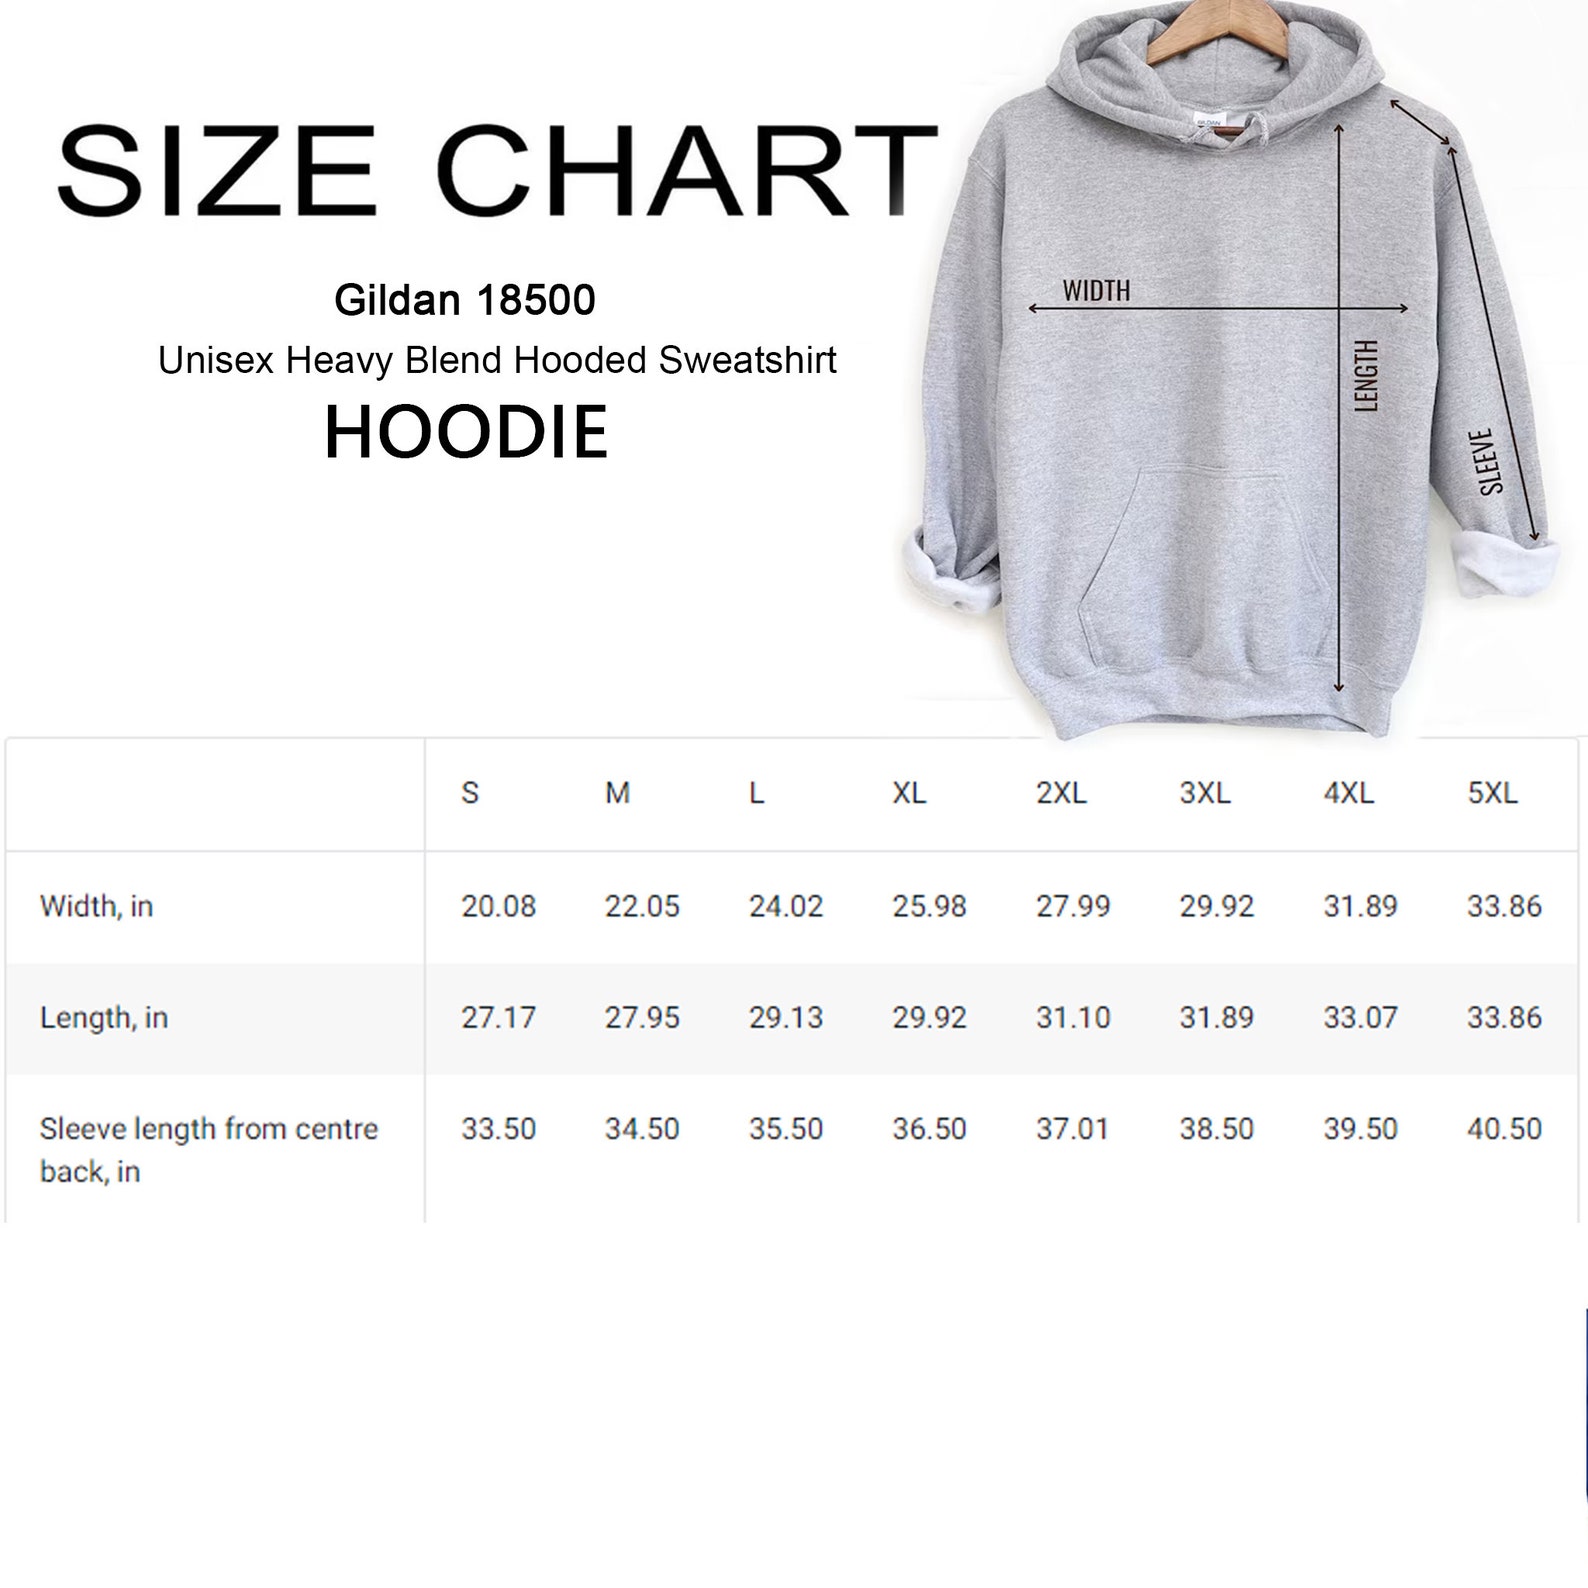 SIZE CHART
Gildan 18500
Unisex Heavy Blend Hooded Sweatshirt
HOODIE
GILDAN
WIDTH
LENGTH
SLEEVE
S M L XL 2XL 3XL 4XL 5XL
Width, in 20.08 22.05 24.02 25.98 27.99 29.92 31.89 33.86
Length, in 27.17 27.95 29.13 29.92 31.10 31.89 33.07 33.86
Sleeve length from centre 33.50 34.50 35.50 36.50 37.01 38.50 39.50 40.50
back, in